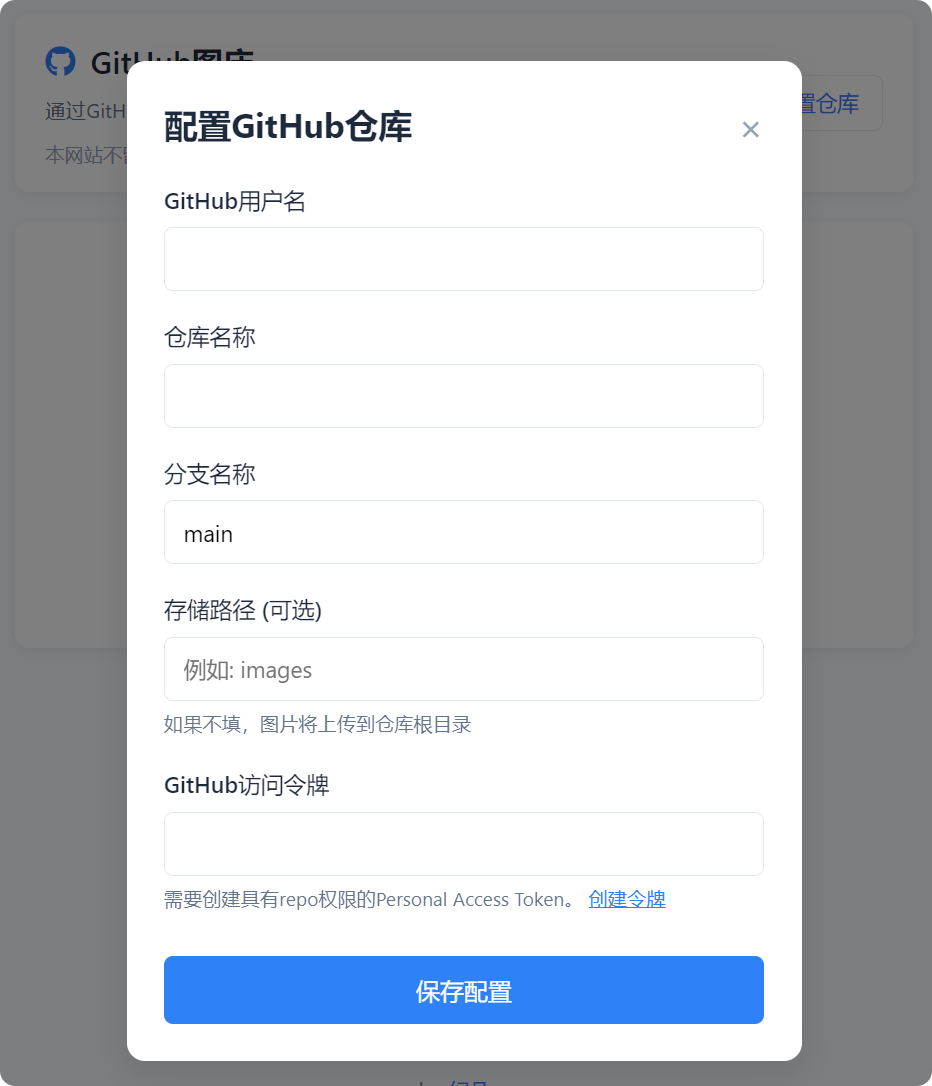 GitHub图床
通过GitH
置仓库
本网站不
配置GitHub仓库
GitHub用户名
仓库名称
分支名称
main
存储路径 (可选)
例如: images
如果不填，图片将上传到仓库根目录
GitHub访问令牌
需要创建具有repo权限的Personal Access Token。 创建令牌
保存配置